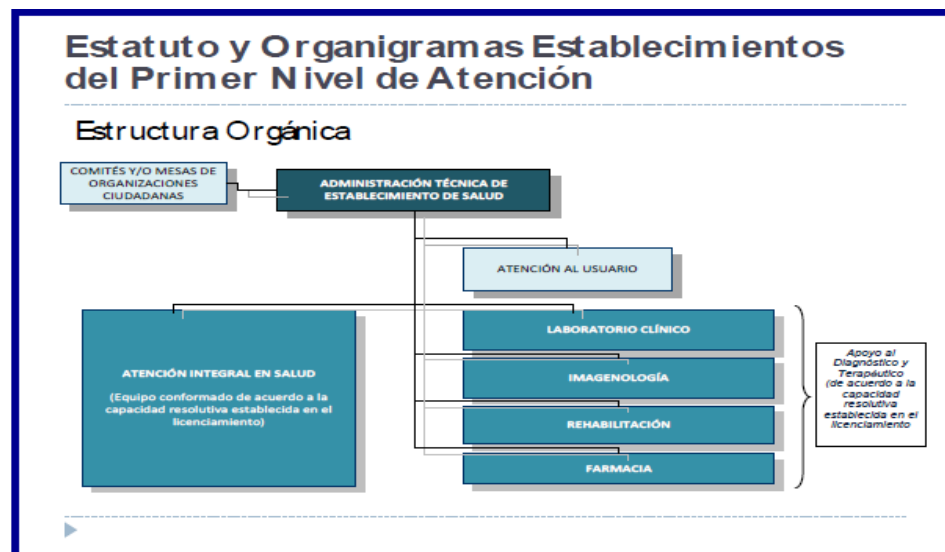 Estatuto y Organigramas Establecimientos
del Primer Nivel de Atención
Estructura Orgánica
COMITÉS Y/O MESAS DE
ORGANIZACIONES
CIUDADANAS
ADMINISTRACIÓN TÉCNICA DE
ESTABLECIMIENTO DE SALUD
ATENCIÓN AL USUARIO
ATENCIÓN INTEGRAL EN SALUD
(Equipo conformado de acuerdo a la
capacidad resolutiva establecida en el
licenciamiento)
LABORATORIO CLÍNICO
IMAGENOLOGÍA
REHABILITACIÓN
FARMACIA
Apoyo al
Diagnóstico y
Terapéutico
(de acuerdo a la
capacidad
resolutiva
establecida en el
licenciamiento